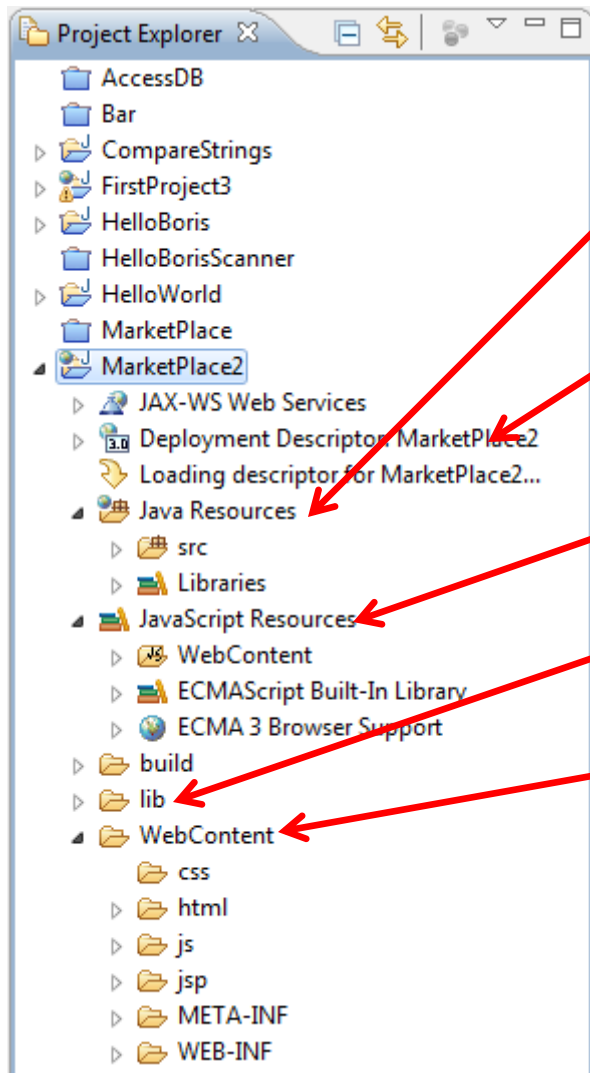 Project Explorer
AccessDB
Bar
CompareStrings
FirstProject3
HelloBoris
HelloBorisScanner
HelloWorld
MarketPlace
MarketPlace2
JAX-WS Web Services
3.0 Deployment Descriptor: MarketPlace2
Loading descriptor for MarketPlace2...
Java Resources
src
Libraries
JavaScript Resources
JS WebContent
ECMAScript Built-In Library
ECMA 3 Browser Support
build
lib
WebContent
css
html
js
jsp
META-INF
WEB-INF